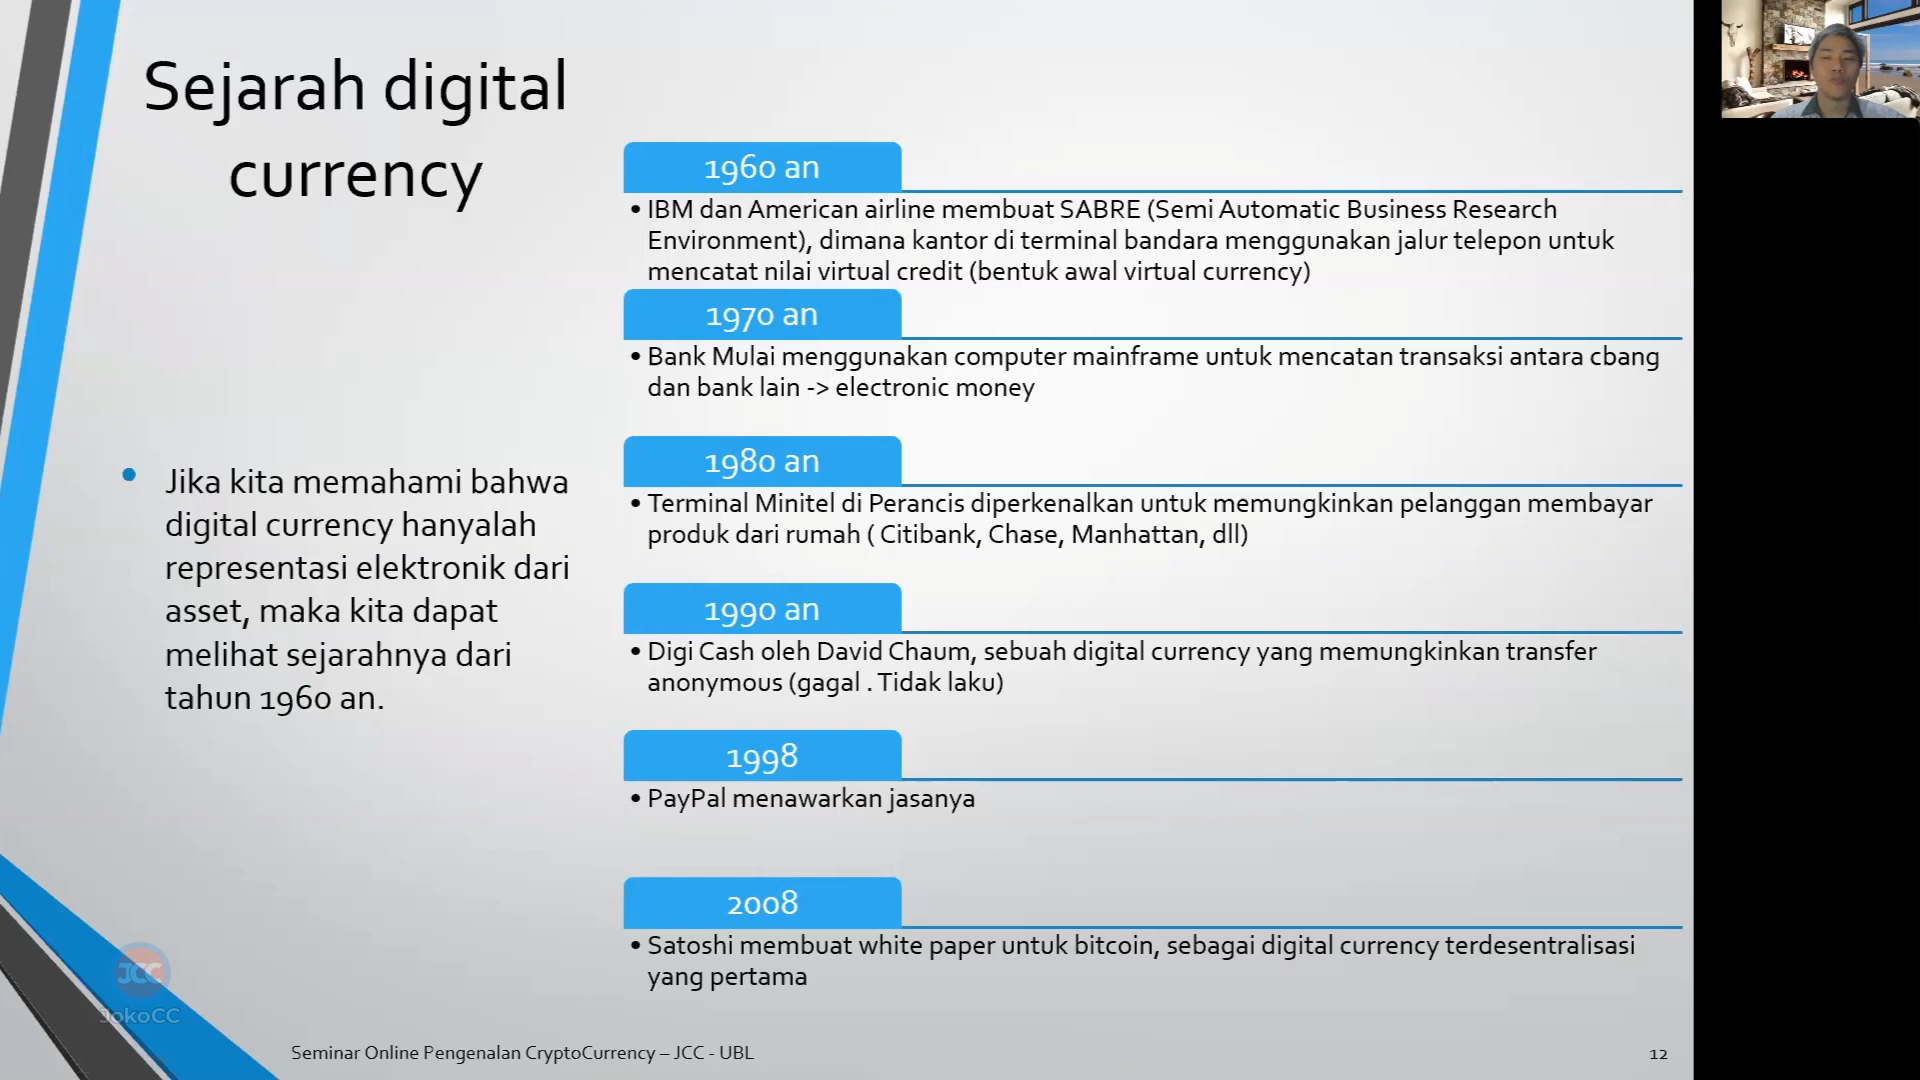 Sejarah digital
currency
Jika kita memahami bahwa
digital currency hanyalah
representasi elektronik dari
asset, maka kita dapat
melihat sejarahnya dari
tahun 1960 an.
1960 an
• IBM dan American airline membuat SABRE (Semi Automatic Business Research
Environment), dimana kantor di terminal bandara menggunakan jalur telepon untuk
mencatat nilai virtual credit (bentuk awal virtual currency)
1970 an
• Bank Mulai menggunakan computer mainframe untuk mencatan transaksi antara cbang
dan bank lain -> electronic money
1980 an
• Terminal Minitel di Perancis diperkenalkan untuk memungkinkan pelanggan membayar
produk dari rumah ( Citibank, Chase, Manhattan, dll)
1990 an
• Digi Cash oleh David Chaum, sebuah digital currency yang memungkinkan transfer
anonymous (gagal . Tidak laku)
1998
• PayPal menawarkan jasanya
2008
• Satoshi membuat white paper untuk bitcoin, sebagai digital currency terdesentralisasi
yang pertama
JCC
JokoCC
Seminar Online Pengenalan CryptoCurrency – JCC - UBL
12